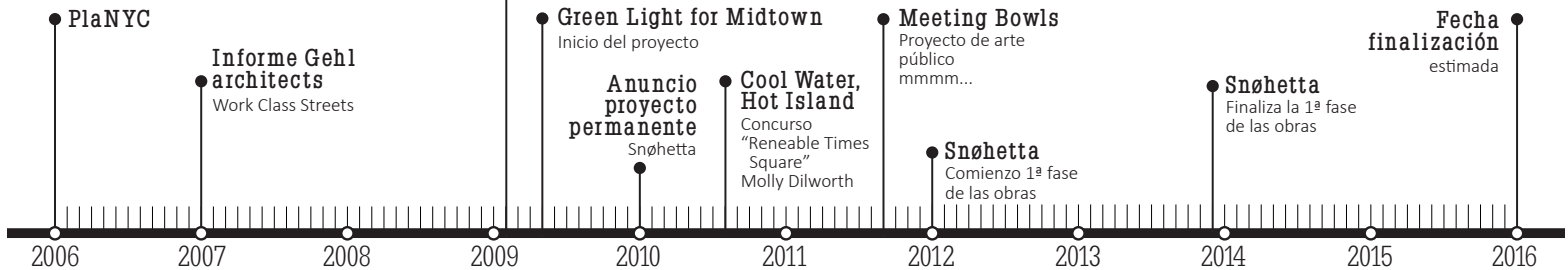 PlaNYC
Informe Gehl
architects
Work Class Streets
Green Light for Midtown
Inicio del proyecto
Anuncio
proyecto
permanente
Snøhetta
Cool Water,
Hot Island
Concurso
“Reneable Times
Square”
Molly Dilworth
Meeting Bowls
Proyecto de arte
público
mmmm...
Snøhetta
Comienzo 1ª fase
de las obras
Snøhetta
Finaliza la 1ª fase
de las obras
Fecha
finalización
estimada
2006 2007 2008 2009 2010 2011 2012 2013 2014 2015 2016